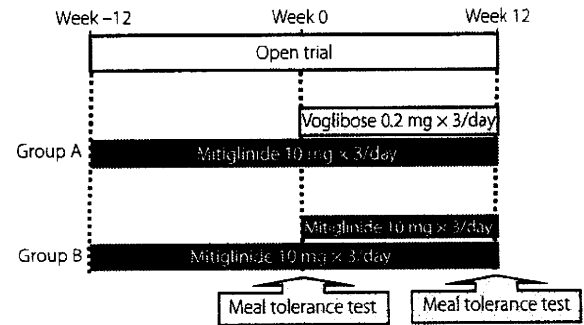 Week –12 Week 0 Week 12
Open trial
Voglibose 0.2 mg × 3/day
Group A Mitiglinide 10 mg × 3/day
Mitiglinide 10 mg × 3/day
Group B Mitiglinide 10 mg × 3/day
Meal tolerance test Meal tolerance test